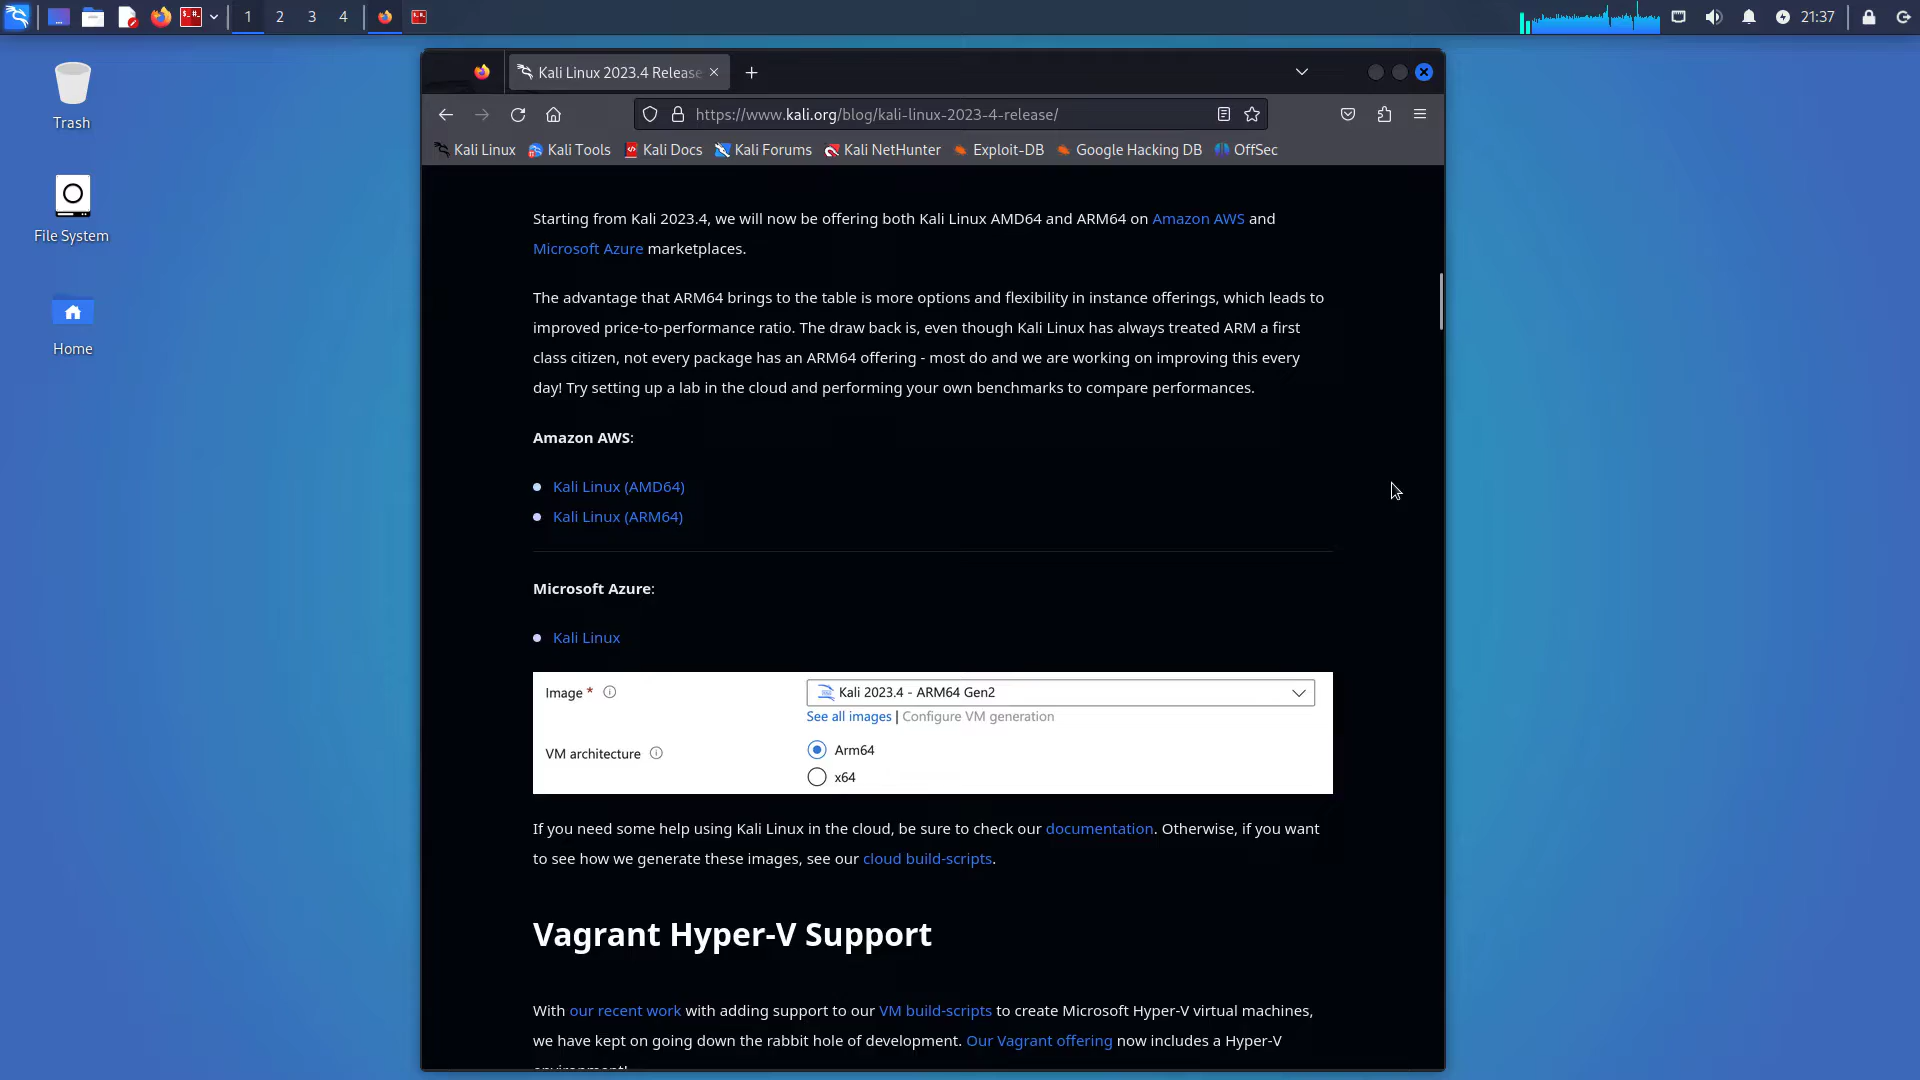 1 2 3 4 21:37
Trash
File System
Home
Kali Linux 2023.4 Release
https://www.kali.org/blog/kali-linux-2023-4-release/
Kali Linux Kali Tools Kali Docs Kali Forums Kali NetHunter Exploit-DB Google Hacking DB OffSec
Starting from Kali 2023.4, we will now be offering both Kali Linux AMD64 and ARM64 on Amazon AWS and
Microsoft Azure marketplaces.
The advantage that ARM64 brings to the table is more options and flexibility in instance offerings, which leads to
improved price-to-performance ratio. The draw back is, even though Kali Linux has always treated ARM a first
class citizen, not every package has an ARM64 offering - most do and we are working on improving this every
day! Try setting up a lab in the cloud and performing your own benchmarks to compare performances.
Amazon AWS:
Kali Linux (AMD64)
Kali Linux (ARM64)
Microsoft Azure:
Kali Linux
Image * Kali 2023.4 - ARM64 Gen2
See all images | Configure VM generation
VM architecture Arm64
x64
If you need some help using Kali Linux in the cloud, be sure to check our documentation. Otherwise, if you want
to see how we generate these images, see our cloud build-scripts.
Vagrant Hyper-V Support
With our recent work with adding support to our VM build-scripts to create Microsoft Hyper-V virtual machines,
we have kept on going down the rabbit hole of development. Our Vagrant offering now includes a Hyper-V